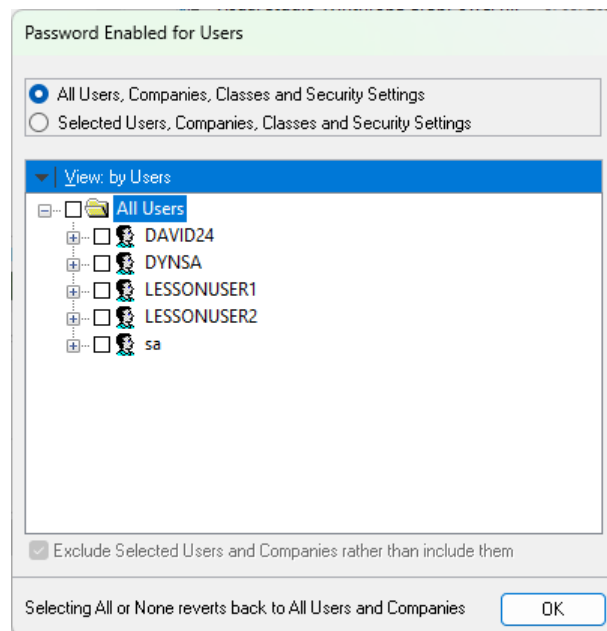 Password Enabled for Users
All Users, Companies, Classes and Security Settings
Selected Users, Companies, Classes and Security Settings
View: by Users
All Users
DAVID24
DYNSA
LESSONUSER1
LESSONUSER2
sa
Exclude Selected Users and Companies rather than include them
Selecting All or None reverts back to All Users and Companies
OK